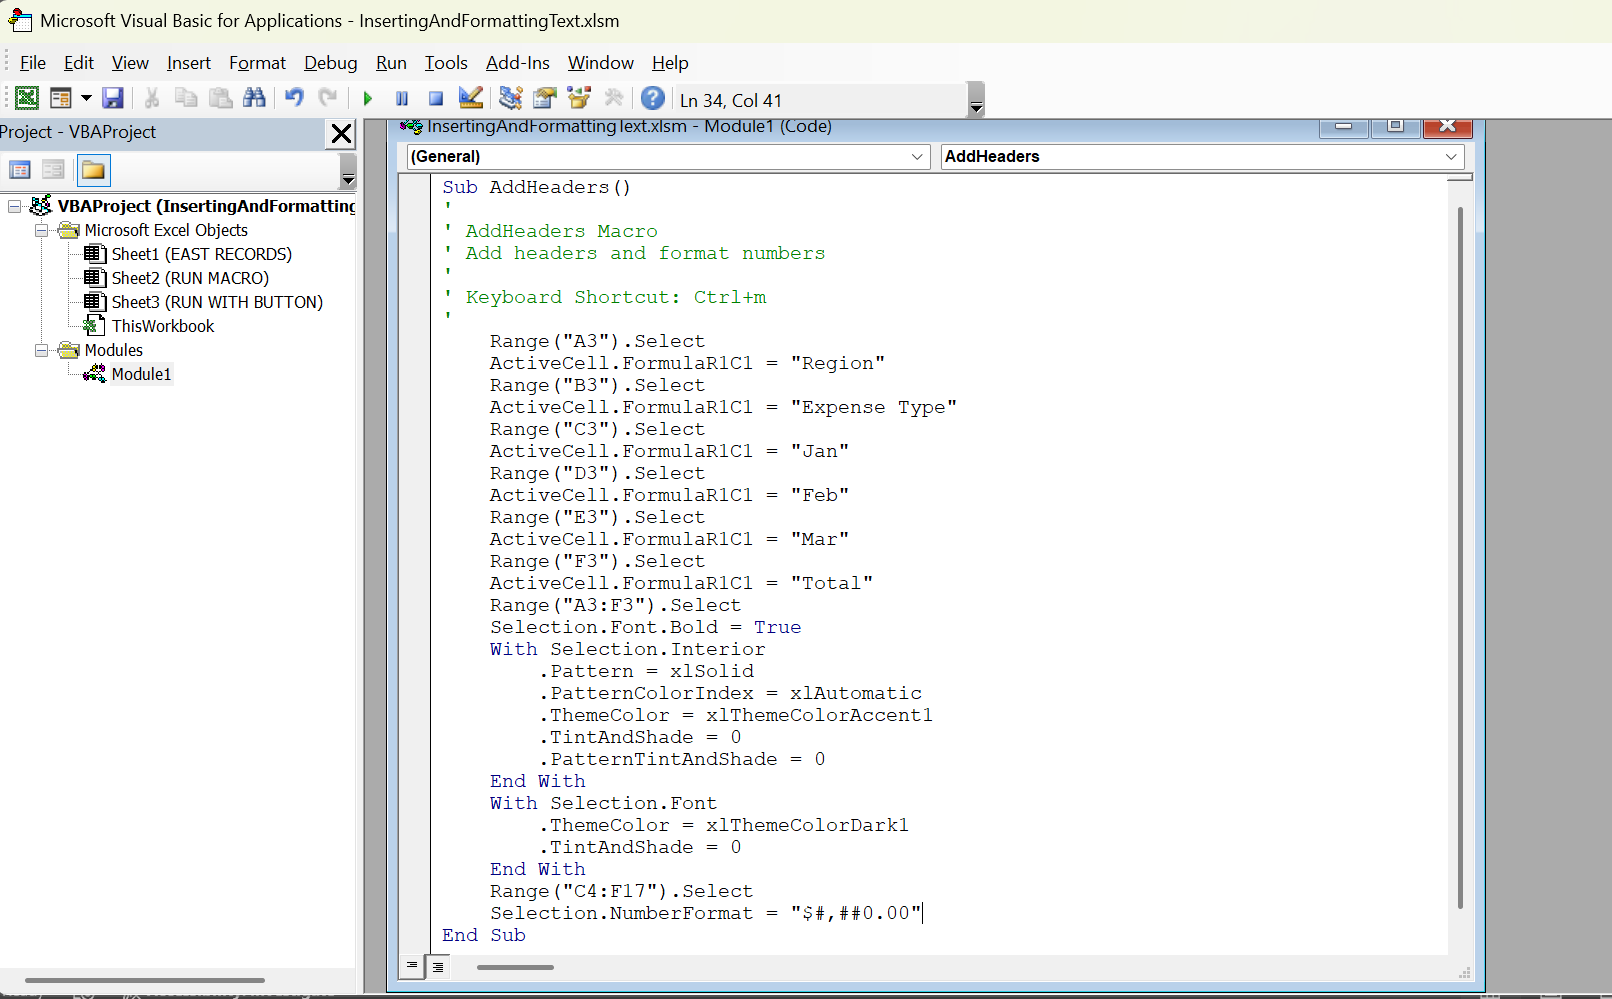 Microsoft Visual Basic for Applications - InsertingAndFormattingText.xlsm
File Edit View Insert Format Debug Run Tools Add-Ins Window Help
Ln 34, Col 41
Project - VBAProject
VBAProject (InsertingAndFormatting
Microsoft Excel Objects
Sheet1 (EAST RECORDS)
Sheet2 (RUN MACRO)
Sheet3 (RUN WITH BUTTON)
ThisWorkbook
Modules
Module1
InsertingAndFormattingText.xlsm - Module1 (Code)
(General) AddHeaders
Sub AddHeaders()
'
' AddHeaders Macro
' Add headers and format numbers
'
' Keyboard Shortcut: Ctrl+m
'
    Range("A3").Select
    ActiveCell.FormulaR1C1 = "Region"
    Range("B3").Select
    ActiveCell.FormulaR1C1 = "Expense Type"
    Range("C3").Select
    ActiveCell.FormulaR1C1 = "Jan"
    Range("D3").Select
    ActiveCell.FormulaR1C1 = "Feb"
    Range("E3").Select
    ActiveCell.FormulaR1C1 = "Mar"
    Range("F3").Select
    ActiveCell.FormulaR1C1 = "Total"
    Range("A3:F3").Select
    Selection.Font.Bold = True
    With Selection.Interior
        .Pattern = xlSolid
        .PatternColorIndex = xlAutomatic
        .ThemeColor = xlThemeColorAccent1
        .TintAndShade = 0
        .PatternTintAndShade = 0
    End With
    With Selection.Font
        .ThemeColor = xlThemeColorDark1
        .TintAndShade = 0
    End With
    Range("C4:F17").Select
    Selection.NumberFormat = "$#,##0.00"
End Sub